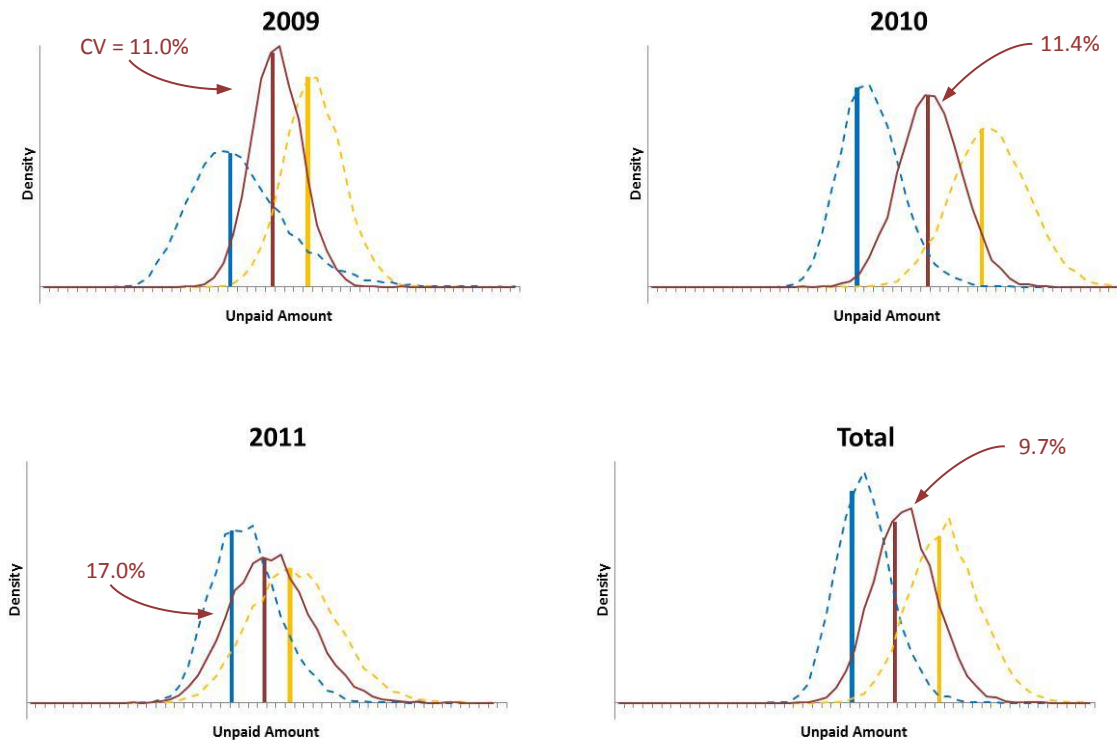 2009
CV = 11.0%
Density
Unpaid Amount
2010
11.4%
Density
Unpaid Amount
2011
17.0%
Density
Unpaid Amount
Total
9.7%
Density
Unpaid Amount